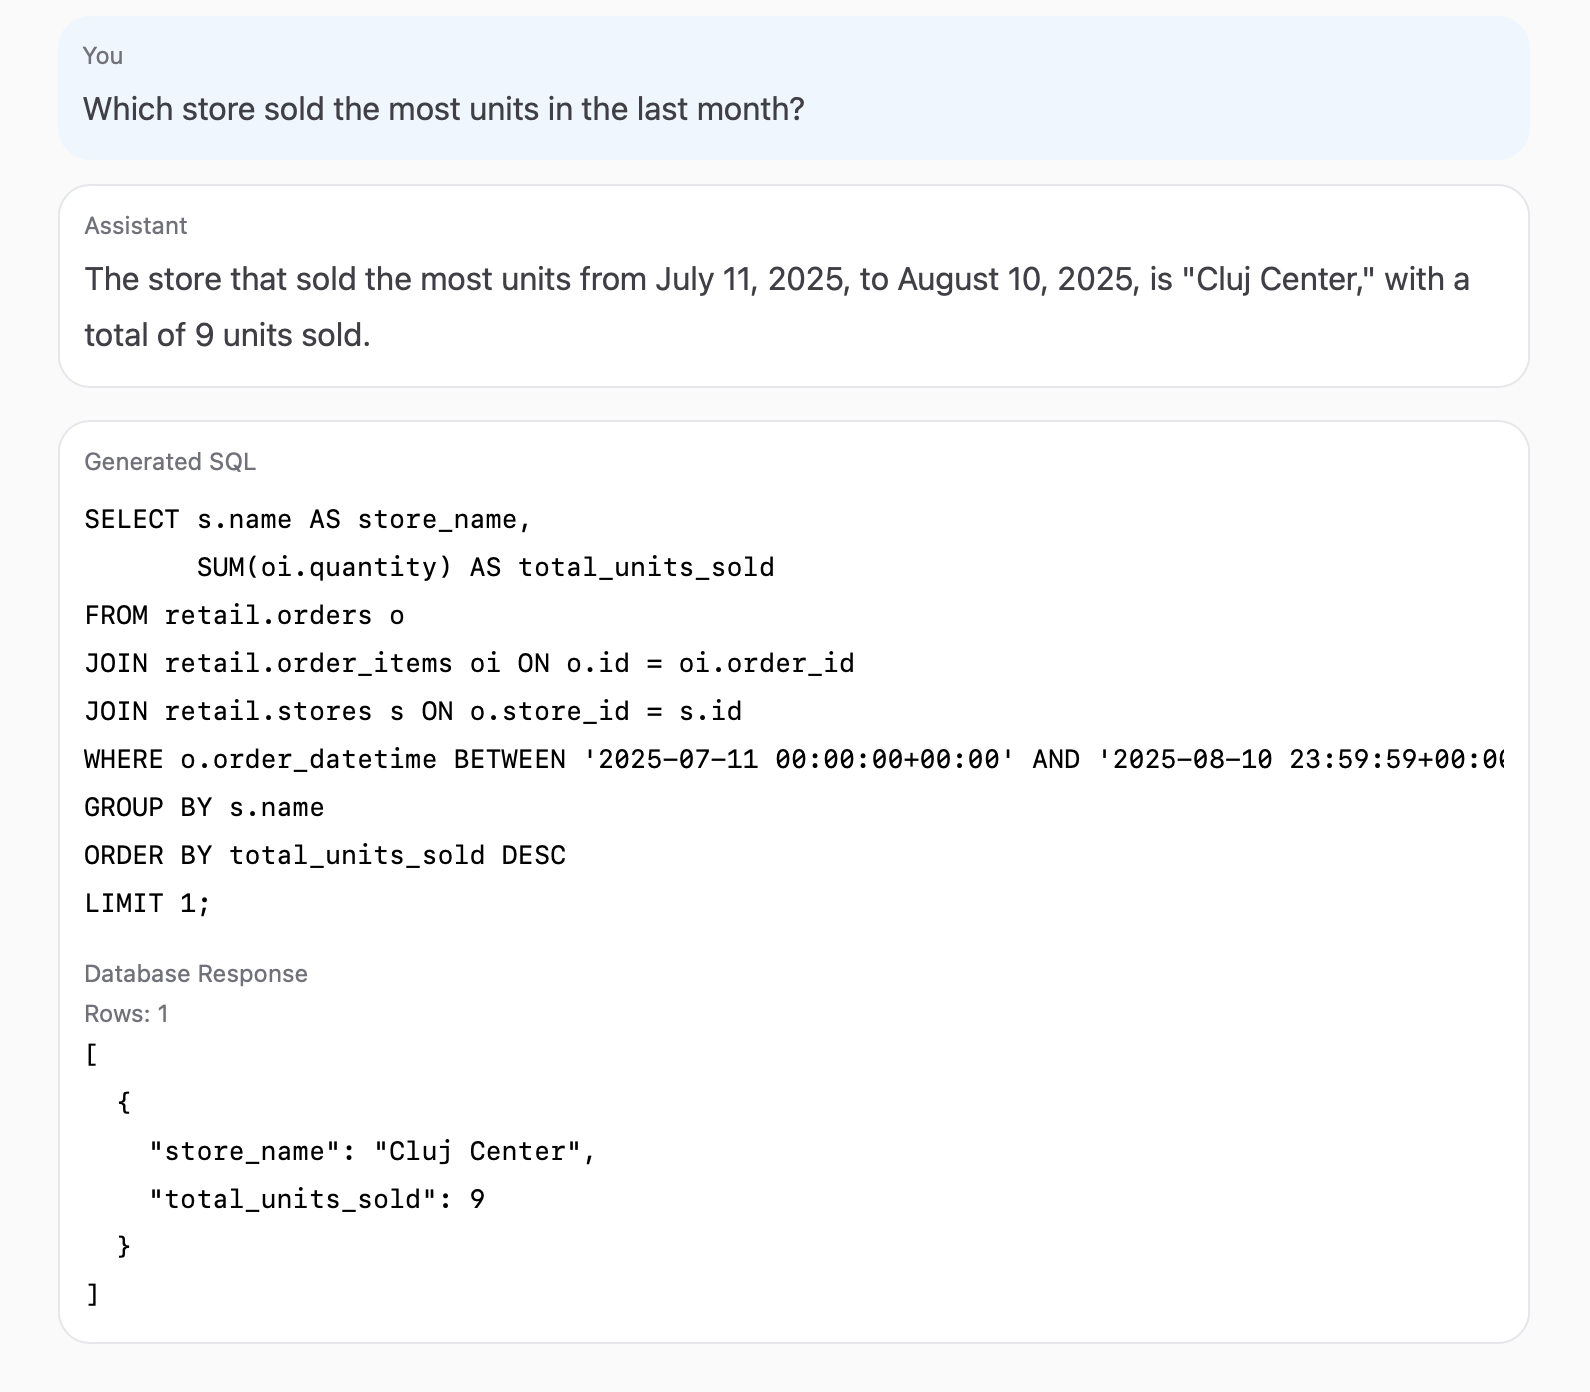 You
Which store sold the most units in the last month?
Assistant
The store that sold the most units from July 11, 2025, to August 10, 2025, is "Cluj Center," with a
total of 9 units sold.
Generated SQL
SELECT s.name AS store_name,
       SUM(oi.quantity) AS total_units_sold
FROM retail.orders o
JOIN retail.order_items oi ON o.id = oi.order_id
JOIN retail.stores s ON o.store_id = s.id
WHERE o.order_datetime BETWEEN '2025-07-11 00:00:00+00:00' AND '2025-08-10 23:59:59+00:00
GROUP BY s.name
ORDER BY total_units_sold DESC
LIMIT 1;
Database Response
Rows: 1
[
  {
    "store_name": "Cluj Center",
    "total_units_sold": 9
  }
]